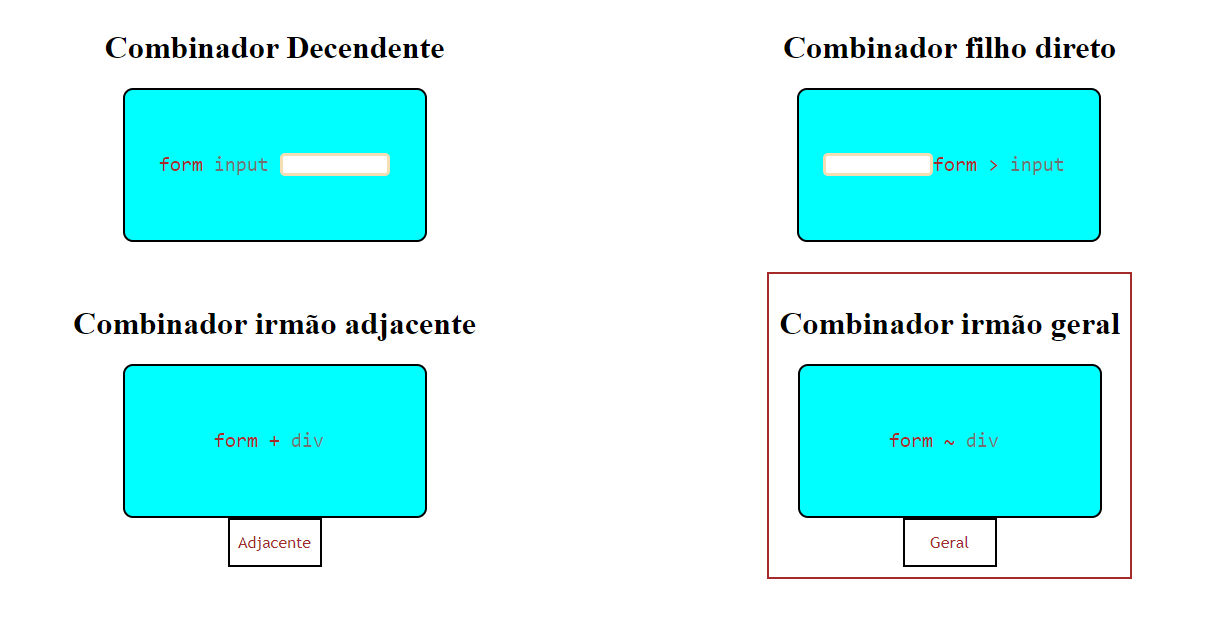 Combinador Decendente
form input
Combinador filho direto
form > input
Combinador irmão adjacente
form + div
Adjacente
Combinador irmão geral
form ~ div
Geral